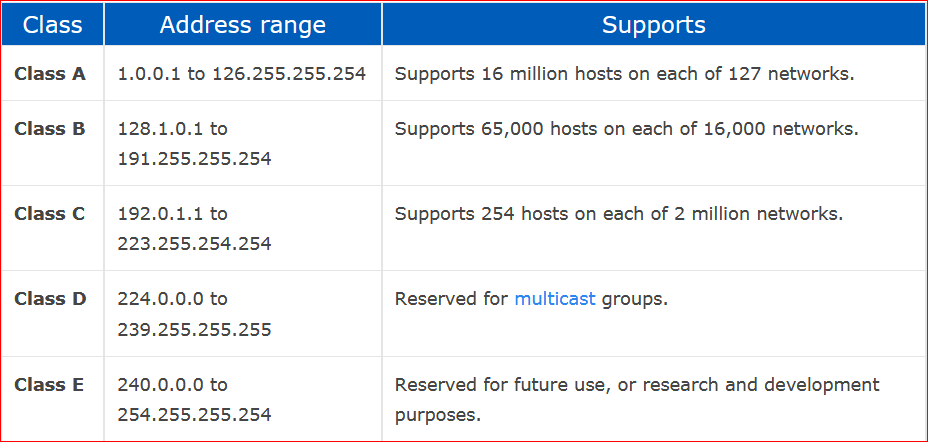 Class Address range Supports
Class A 1.0.0.1 to 126.255.255.254 Supports 16 million hosts on each of 127 networks.
Class B 128.1.0.1 to Supports 65,000 hosts on each of 16,000 networks.
191.255.255.254
Class C 192.0.1.1 to Supports 254 hosts on each of 2 million networks.
223.255.254.254
Class D 224.0.0.0 to Reserved for multicast groups.
239.255.255.255
Class E 240.0.0.0 to Reserved for future use, or research and development
254.255.255.254 purposes.